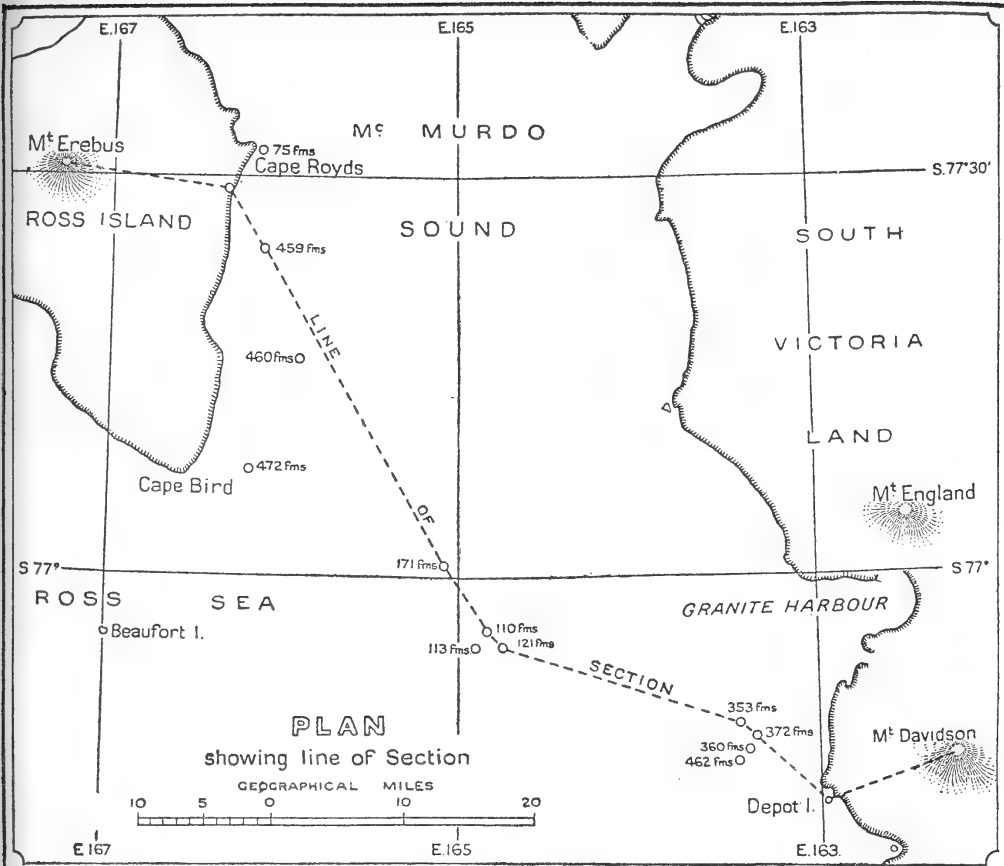 E.167
E.165
E.163
Mᶜ MURDO
Mᵗ Erebus
75 fms
Cape Royds
S.77°30'
ROSS ISLAND
SOUND
SOUTH
459 fms
LINE
VICTORIA
460 fms
LAND
472 fms
Cape Bird
Mᵗ England
OF
171 fms
S 77°
S 77°
ROSS SEA
GRANITE HARBOUR
Beaufort I.
110 fms
113 fms
121 fms
SECTION
353 fms
PLAN
372 fms
Mᵗ Davidson
showing line of Section
360 fms
462 fms
GEOGRAPHICAL MILES
10 5 0 10 20
Depot I.
E.167
E.165
E.163.